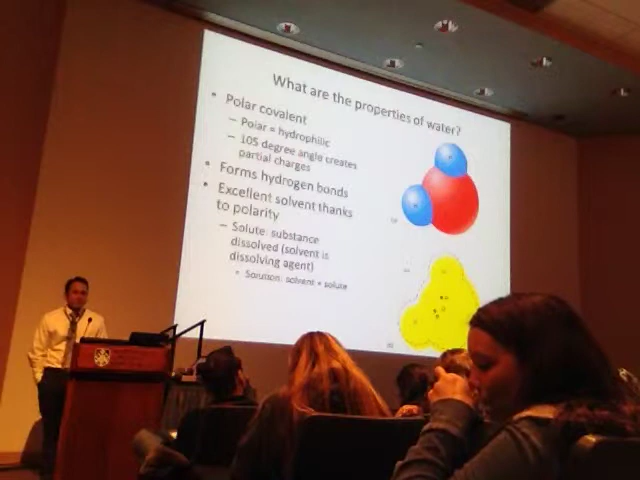 What are the properties of water?
• Polar covalent
– Polar = hydrophilic
– 105 degree angle creates
partial charges
• Forms hydrogen bonds
• Excellent solvent thanks
to polarity
– Solute: substance
dissolved (solvent is
dissolving agent)
• Solution: solvent + solute